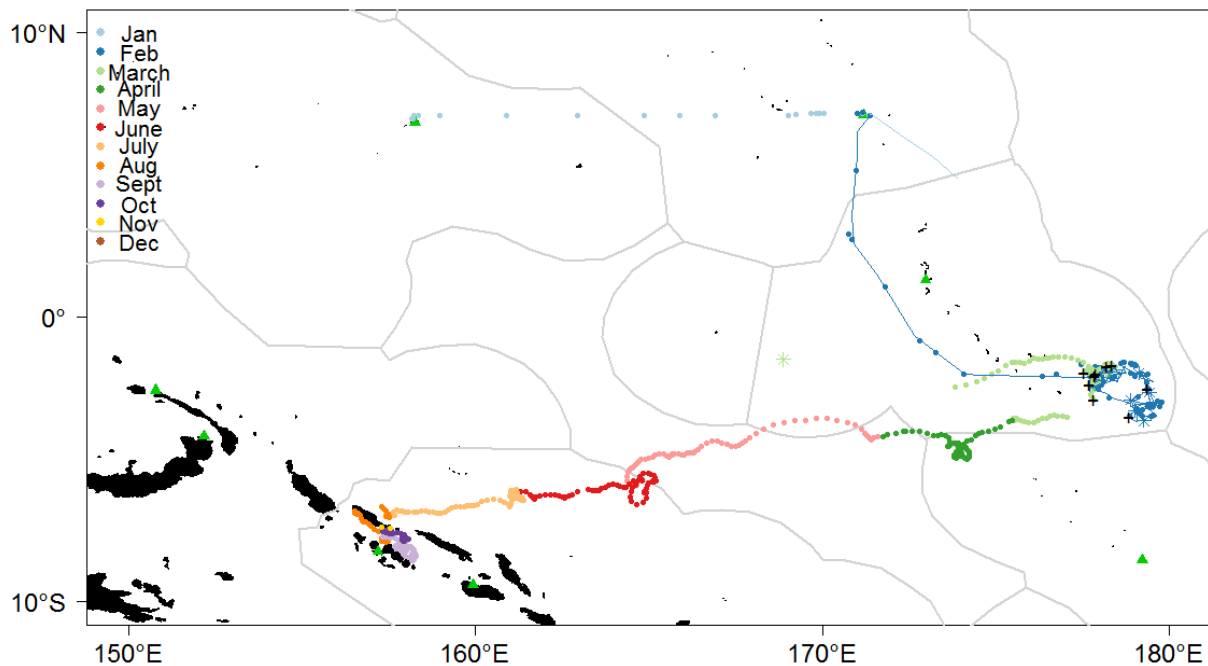 10°N
Jan
Feb
March
April
May
June
July
Aug
Sept
Oct
Nov
Dec
0°
10°S
150°E
160°E
170°E
180°E